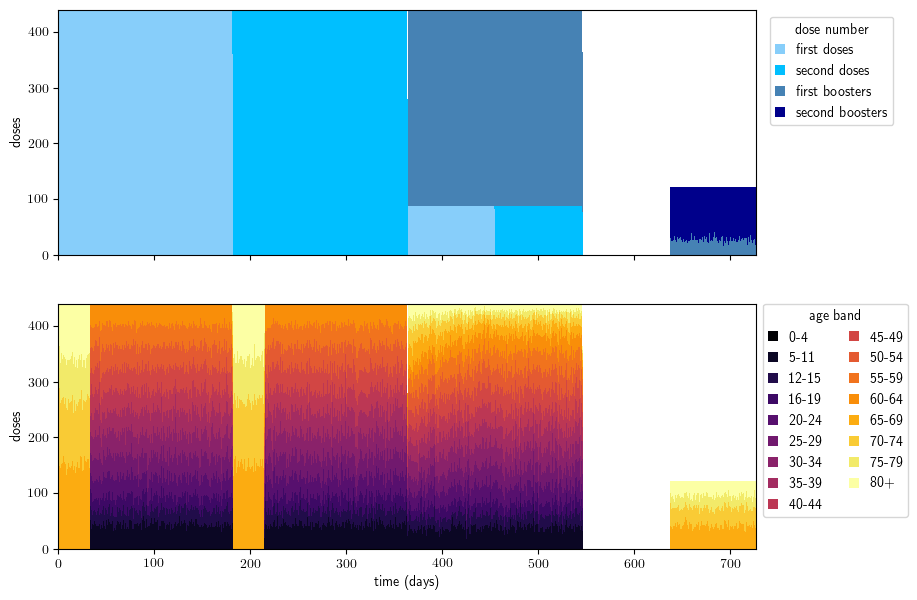 400
300
200
100
0
doses
dose number
first doses
second doses
first boosters
second boosters
400
300
200
100
0
doses
0 100 200 300 400 500 600 700
time (days)
age band
0-4 45-49
5-11 50-54
12-15 55-59
16-19 60-64
20-24 65-69
25-29 70-74
30-34 75-79
35-39 80+
40-44